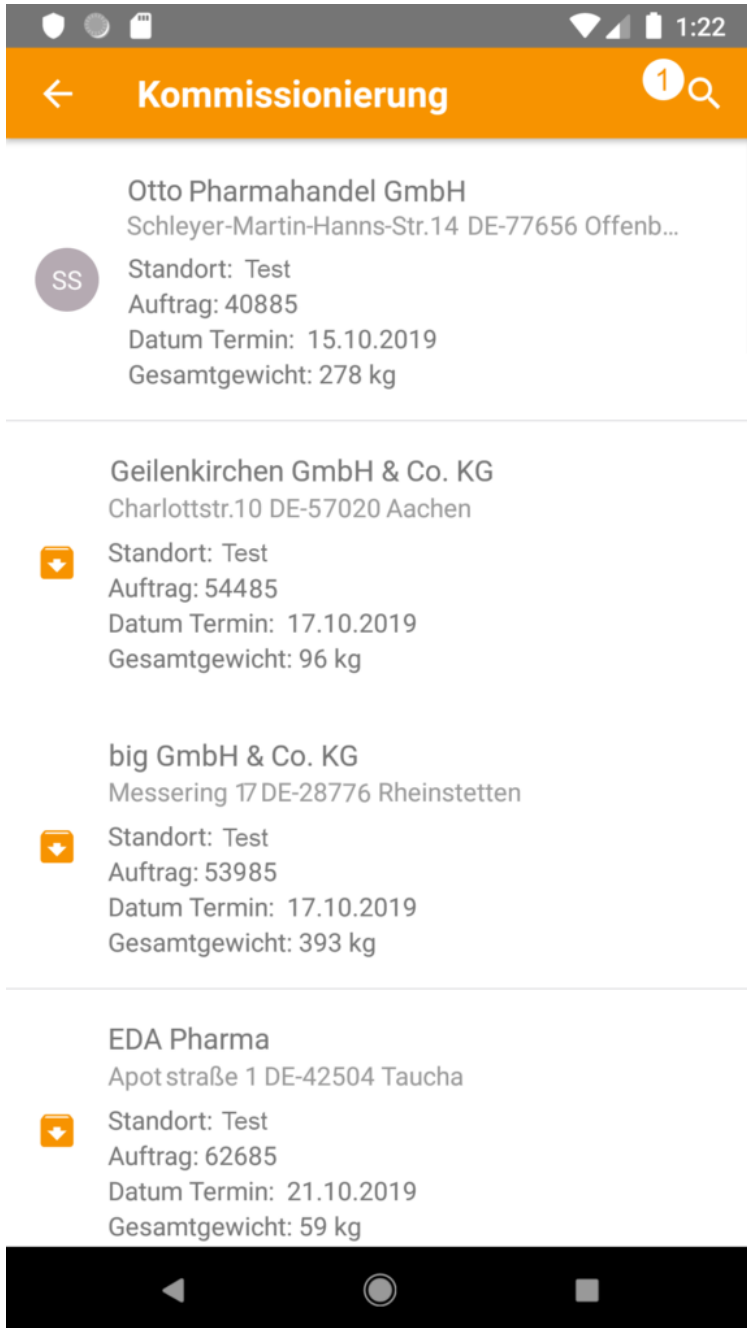 1:22
Kommissionierung
1
Otto Pharmahandel GmbH
Schleyer-Martin-Hanns-Str.14 DE-77656 Offenb...
SS
Standort: Test
Auftrag: 40885
Datum Termin: 15.10.2019
Gesamtgewicht: 278 kg
Geilenkirchen GmbH & Co. KG
Charlottstr.10 DE-57020 Aachen
Standort: Test
Auftrag: 54485
Datum Termin: 17.10.2019
Gesamtgewicht: 96 kg
big GmbH & Co. KG
Messering 17 DE-28776 Rheinstetten
Standort: Test
Auftrag: 53985
Datum Termin: 17.10.2019
Gesamtgewicht: 393 kg
EDA Pharma
Apot straße 1 DE-42504 Taucha
Standort: Test
Auftrag: 62685
Datum Termin: 21.10.2019
Gesamtgewicht: 59 kg